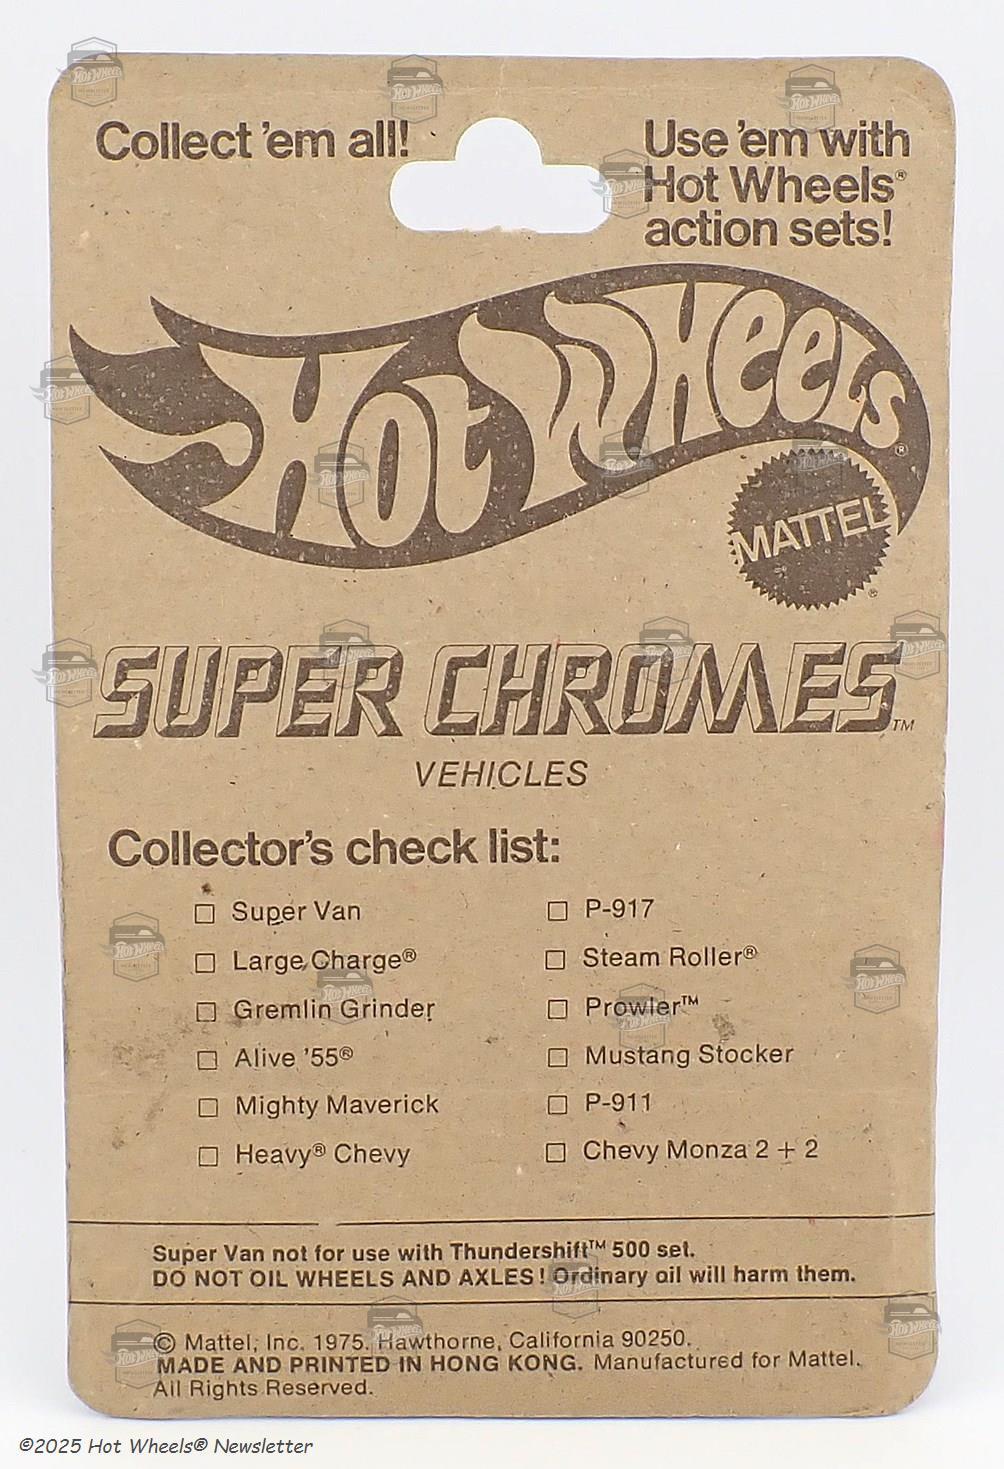 Collect 'em all!
Use 'em with
Hot Wheels®
action sets!
Hot Wheels®
MATTEL®
SUPER CHROMES™
VEHICLES
Collector's check list:
☐ Super Van
☐ Large Charge®
☐ Gremlin Grinder
☐ Alive '55®
☐ Mighty Maverick
☐ Heavy® Chevy
☐ P-917
☐ Steam Roller®
☐ Prowler™
☐ Mustang Stocker
☐ P-911
☐ Chevy Monza 2 + 2
Super Van not for use with Thundershift™ 500 set.
DO NOT OIL WHEELS AND AXLES! Ordinary oil will harm them.
© Mattel, Inc. 1975. Hawthorne, California 90250.
MADE AND PRINTED IN HONG KONG. Manufactured for Mattel.
All Rights Reserved.
©2025 Hot Wheels® Newsletter